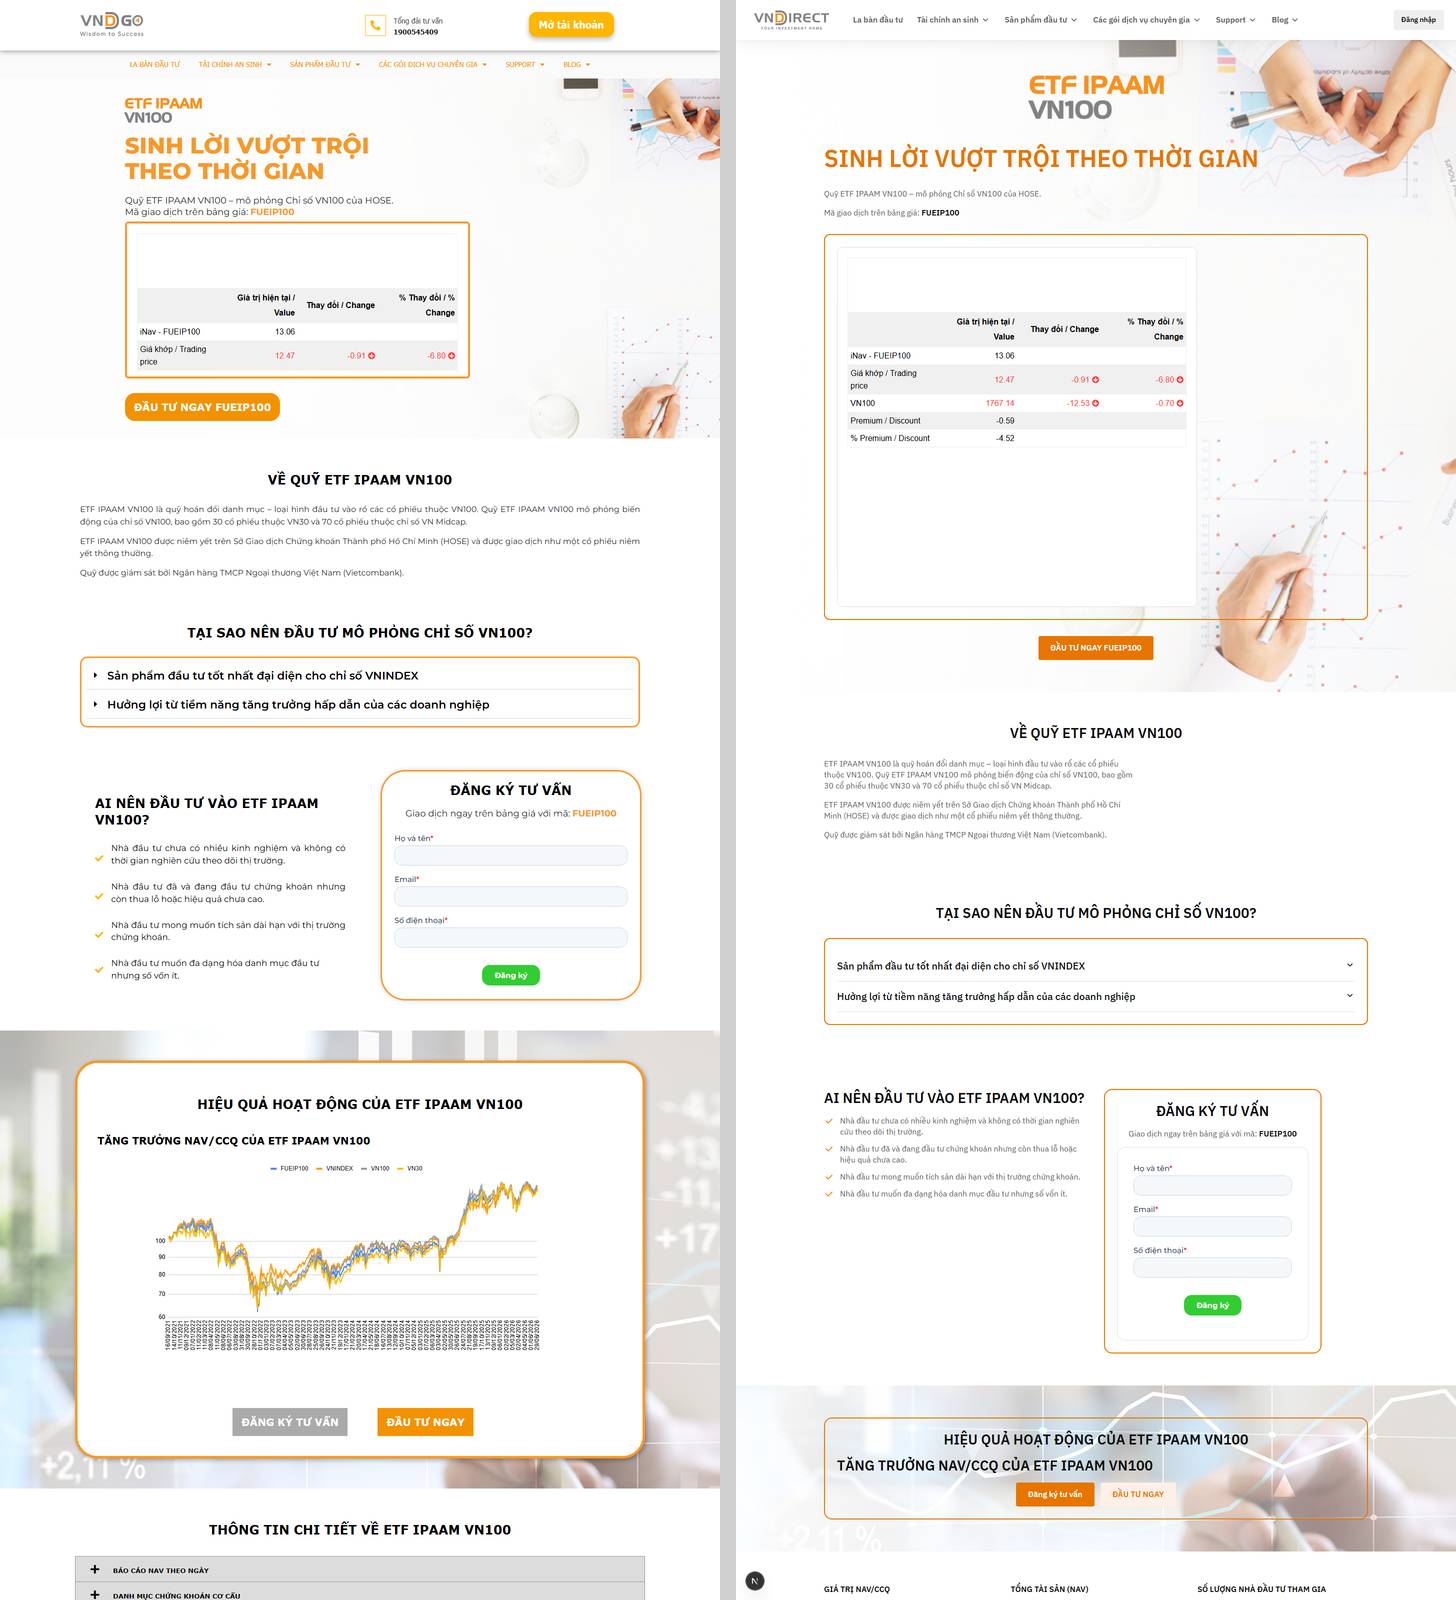 VNDGO
Wisdom to Success
Tổng đài tư vấn
1900545409
Mở tài khoản
LA BÀN ĐẦU TƯ
TÀI CHÍNH AN SINH
SẢN PHẨM ĐẦU TƯ
CÁC GÓI DỊCH VỤ CHUYÊN GIA
SUPPORT
BLOG
ETF IPAAM
VN100
SINH LỜI VƯỢT TRỘI
THEO THỜI GIAN
Quỹ ETF IPAAM VN100 – mô phỏng Chỉ số VN100 của HOSE.
Mã giao dịch trên bảng giá: FUEIP100
Giá trị hiện tại / Value
Thay đổi / Change
% Thay đổi / % Change
iNav - FUEIP100 13.06
Giá khớp / Trading price 12.47 -0.91 -6.80
ĐẦU TƯ NGAY FUEIP100
VỀ QUỸ ETF IPAAM VN100
ETF IPAAM VN100 là quỹ hoán đổi danh mục – loại hình đầu tư vào rổ các cổ phiếu thuộc VN100. Quỹ ETF IPAAM VN100 mô phỏng biến
động của chỉ số VN100, bao gồm 30 cổ phiếu thuộc VN30 và 70 cổ phiếu thuộc chỉ số VN Midcap.
ETF IPAAM VN100 được niêm yết trên Sở Giao dịch Chứng khoán Thành phố Hồ Chí Minh (HOSE) và được giao dịch như một cổ phiếu niêm
yết thông thường.
Quỹ được giám sát bởi Ngân hàng TMCP Ngoại thương Việt Nam (Vietcombank).
TẠI SAO NÊN ĐẦU TƯ MÔ PHỎNG CHỈ SỐ VN100?
Sản phẩm đầu tư tốt nhất đại diện cho chỉ số VNINDEX
Hưởng lợi từ tiềm năng tăng trưởng hấp dẫn của các doanh nghiệp
AI NÊN ĐẦU TƯ VÀO ETF IPAAM
VN100?
Nhà đầu tư chưa có nhiều kinh nghiệm và không có
thời gian nghiên cứu theo dõi thị trường.
Nhà đầu tư đã và đang đầu tư chứng khoán nhưng
còn thua lỗ hoặc hiệu quả chưa cao.
Nhà đầu tư mong muốn tích sản dài hạn với thị trường
chứng khoán.
Nhà đầu tư muốn đa dạng hóa danh mục đầu tư
nhưng số vốn ít.
ĐĂNG KÝ TƯ VẤN
Giao dịch ngay trên bảng giá với mã: FUEIP100
Họ và tên*
Email*
Số điện thoại*
Đăng ký
HIỆU QUẢ HOẠT ĐỘNG CỦA ETF IPAAM VN100
TĂNG TRƯỞNG NAV/CCQ CỦA ETF IPAAM VN100
FUEIP100 VNINDEX VN100 VN30
100
90
80
70
60
ĐĂNG KÝ TƯ VẤN
ĐẦU TƯ NGAY
+2,11 %
THÔNG TIN CHI TIẾT VỀ ETF IPAAM VN100
BÁO CÁO NAV THEO NGÀY
DANH MỤC CHỨNG KHOÁN CƠ CẤU
VNDIRECT
YOUR INVESTMENT HOME
La bàn đầu tư
Tài chính an sinh
Sản phẩm đầu tư
Các gói dịch vụ chuyên gia
Support
Blog
Đăng nhập
ETF IPAAM
VN100
SINH LỜI VƯỢT TRỘI THEO THỜI GIAN
Quỹ ETF IPAAM VN100 – mô phỏng Chỉ số VN100 của HOSE.
Mã giao dịch trên bảng giá: FUEIP100
Giá trị hiện tại / Value
Thay đổi / Change
% Thay đổi / % Change
iNav - FUEIP100 13.06
Giá khớp / Trading price 12.47 -0.91 -6.80
VN100 1767.14 -12.53 -0.70
Premium / Discount -0.59
% Premium / Discount -4.52
ĐẦU TƯ NGAY FUEIP100
VỀ QUỸ ETF IPAAM VN100
ETF IPAAM VN100 là quỹ hoán đổi danh mục – loại hình đầu tư vào rổ các cổ phiếu
thuộc VN100. Quỹ ETF IPAAM VN100 mô phỏng biến động của chỉ số VN100, bao gồm
30 cổ phiếu thuộc VN30 và 70 cổ phiếu thuộc chỉ số VN Midcap.
ETF IPAAM VN100 được niêm yết trên Sở Giao dịch Chứng khoán Thành phố Hồ Chí
Minh (HOSE) và được giao dịch như một cổ phiếu niêm yết thông thường.
Quỹ được giám sát bởi Ngân hàng TMCP Ngoại thương Việt Nam (Vietcombank).
TẠI SAO NÊN ĐẦU TƯ MÔ PHỎNG CHỈ SỐ VN100?
Sản phẩm đầu tư tốt nhất đại diện cho chỉ số VNINDEX
Hưởng lợi từ tiềm năng tăng trưởng hấp dẫn của các doanh nghiệp
AI NÊN ĐẦU TƯ VÀO ETF IPAAM VN100?
Nhà đầu tư chưa có nhiều kinh nghiệm và không có thời gian nghiên
cứu theo dõi thị trường.
Nhà đầu tư đã và đang đầu tư chứng khoán nhưng còn thua lỗ hoặc
hiệu quả chưa cao.
Nhà đầu tư mong muốn tích sản dài hạn với thị trường chứng khoán.
Nhà đầu tư muốn đa dạng hóa danh mục đầu tư nhưng số vốn ít.
ĐĂNG KÝ TƯ VẤN
Giao dịch ngay trên bảng giá với mã: FUEIP100
Họ và tên*
Email*
Số điện thoại*
Đăng ký
HIỆU QUẢ HOẠT ĐỘNG CỦA ETF IPAAM VN100
TĂNG TRƯỞNG NAV/CCQ CỦA ETF IPAAM VN100
Đăng ký tư vấn
ĐẦU TƯ NGAY
+2,11 %
N
GIÁ TRỊ NAV/CCQ
TỔNG TÀI SẢN (NAV)
SỐ LƯỢNG NHÀ ĐẦU TƯ THAM GIA